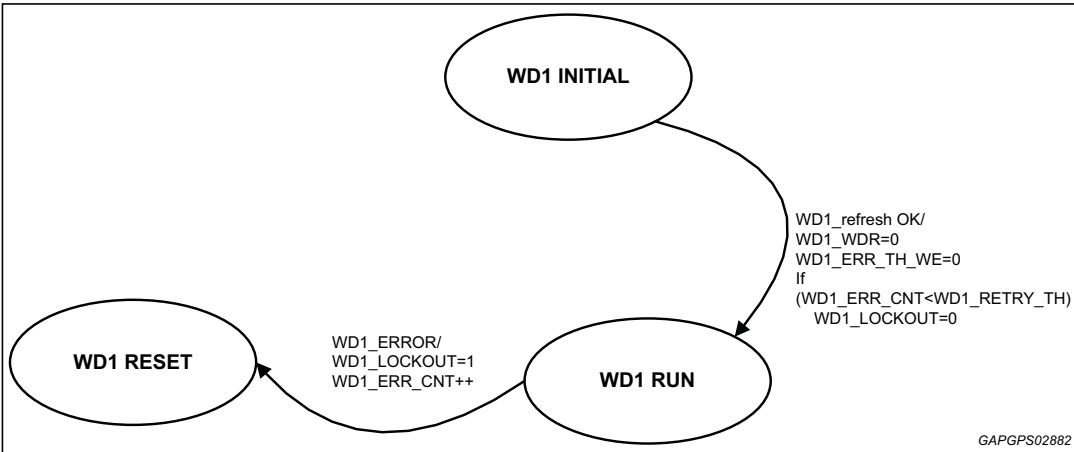 WD1 INITIAL
WD1_refresh OK/
WD1_WDR=0
WD1_ERR_TH_WE=0
If
(WD1_ERR_CNT<WD1_RETRY_TH)
WD1_LOCKOUT=0
WD1_ERROR/
WD1_LOCKOUT=1
WD1_ERR_CNT++
WD1 RESET
WD1 RUN
GAPGPS02882